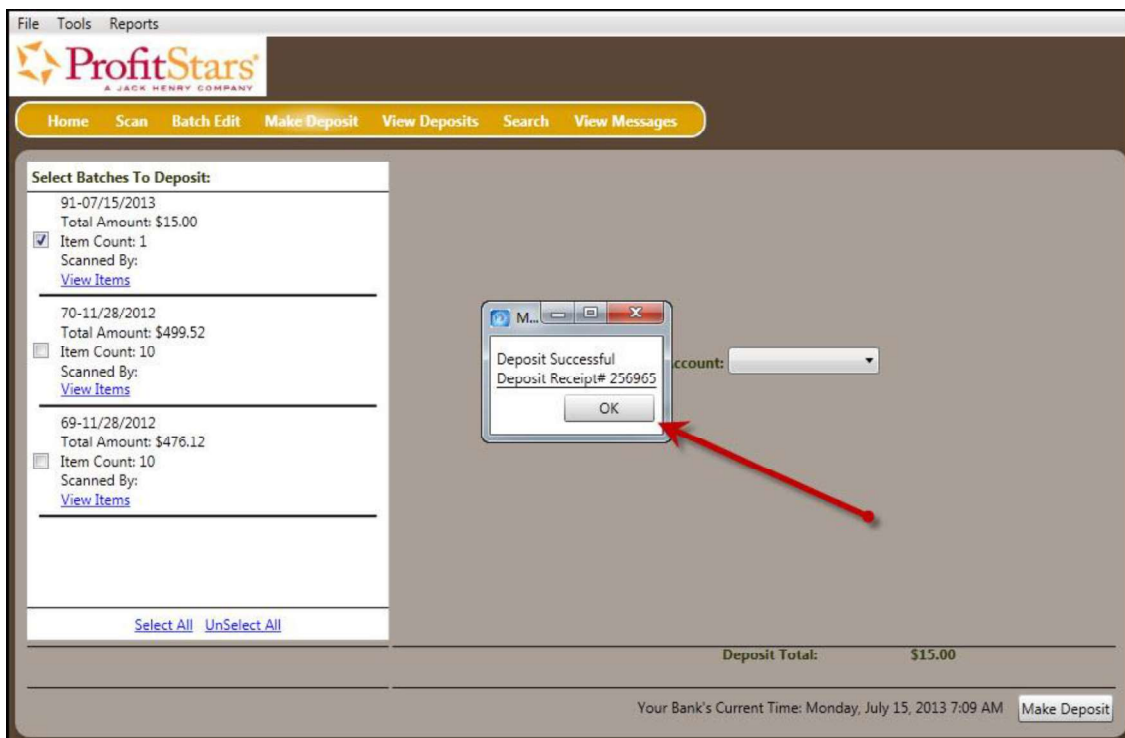 File Tools Reports
ProfitStars
A JACK HENRY COMPANY
Home Scan Batch Edit Make Deposit View Deposits Search View Messages
Select Batches To Deposit:
91-07/15/2013
Total Amount: $15.00
Item Count: 1
Scanned By:
View Items
70-11/28/2012
Total Amount: $499.52
Item Count: 10
Scanned By:
View Items
69-11/28/2012
Total Amount: $476.12
Item Count: 10
Scanned By:
View Items
Select All UnSelect All
M...
Deposit Successful
Deposit Receipt# 256965
OK
ccount:
Deposit Total: $15.00
Your Bank's Current Time: Monday, July 15, 2013 7:09 AM Make Deposit